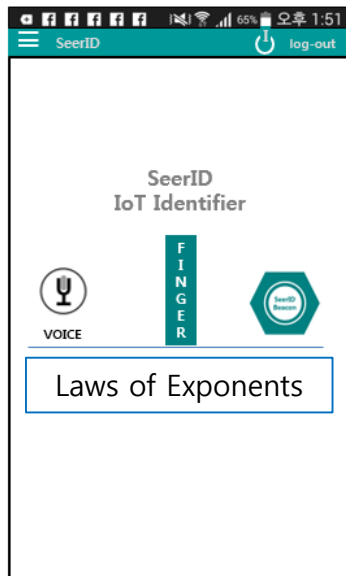 65% 오후 1:51
SeerID log-out
SeerID
IoT Identifier
VOICE
FINGER
SeerID
Beacon
Laws of Exponents